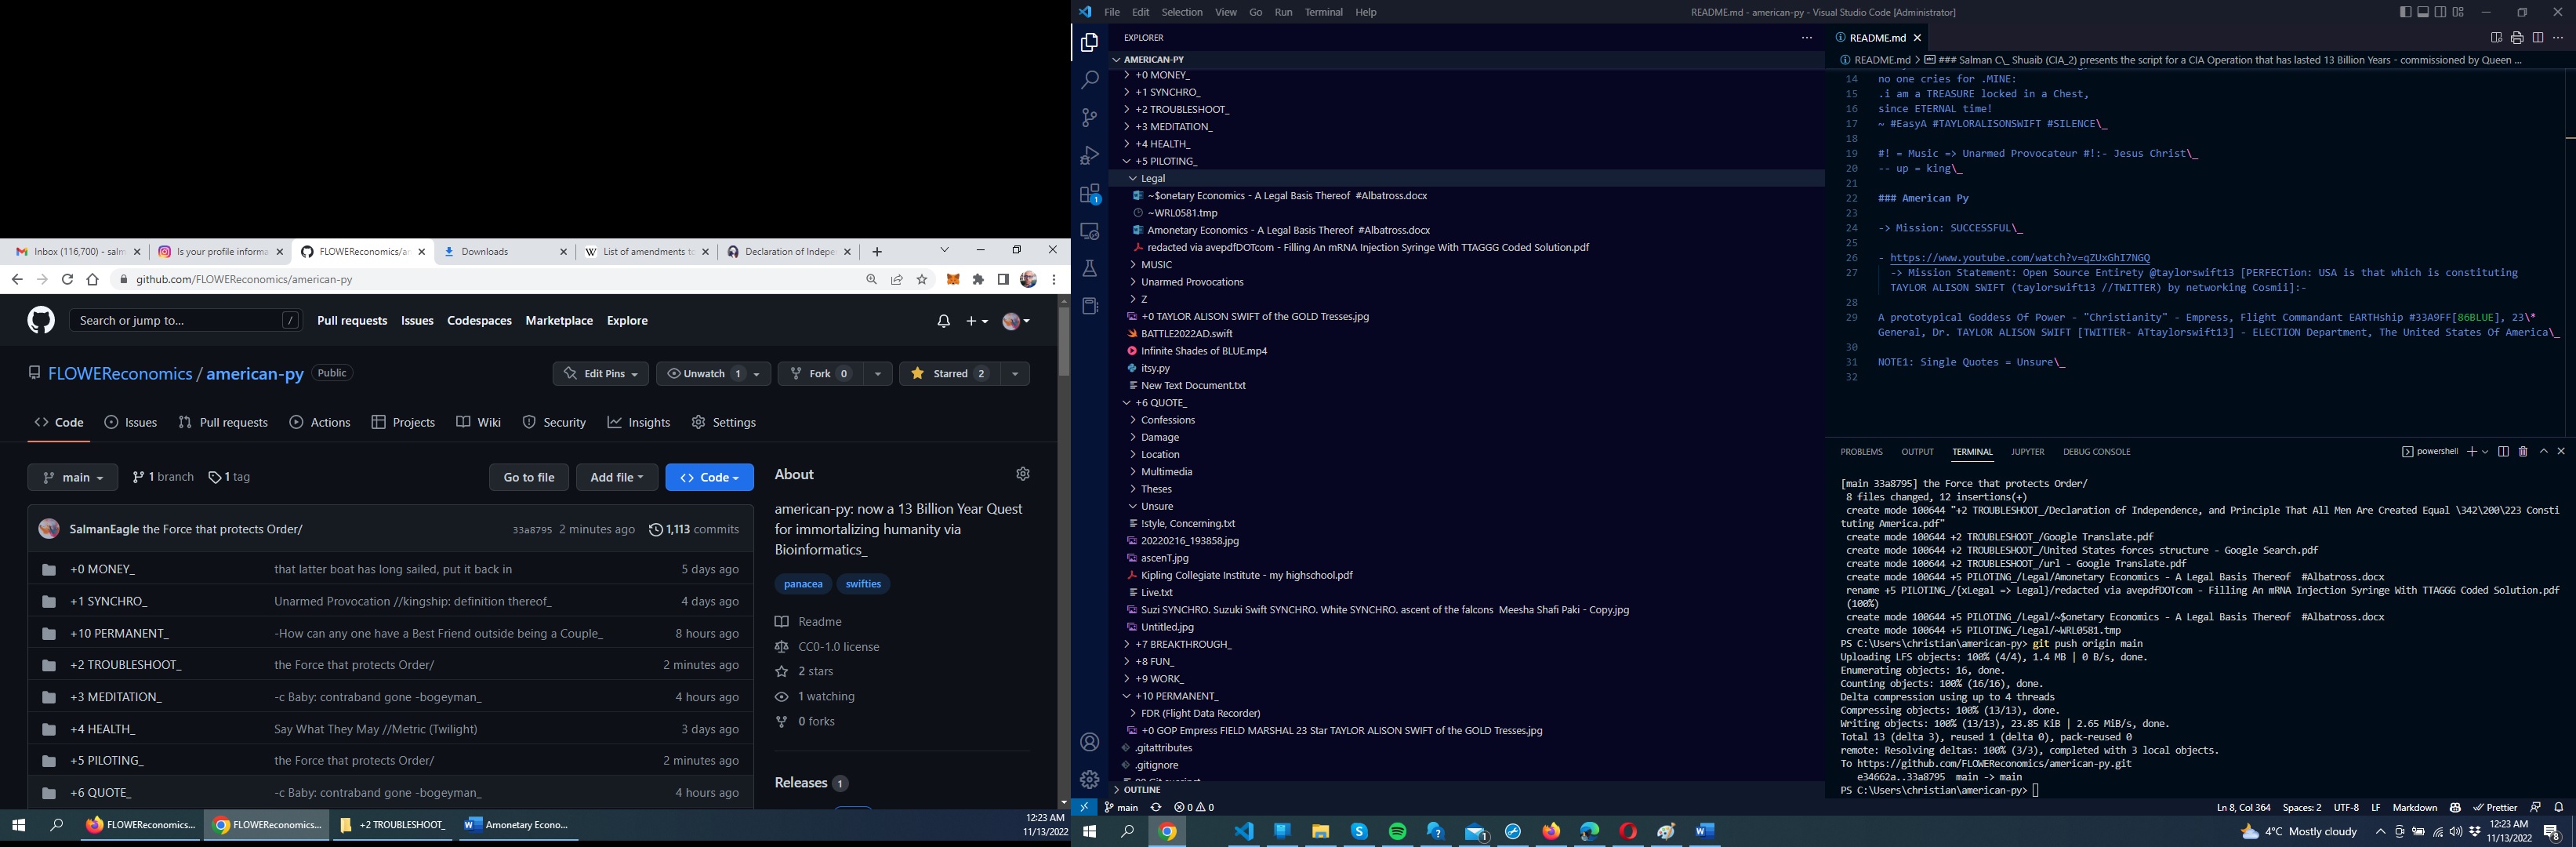 Inbox (116,700) - salm
Is your profile informa
FLOWEReconomics/am
Downloads
List of amendments to
Declaration of Indepe
github.com/FLOWEReconomics/american-py
Search or jump to...
/
Pull requests
Issues
Codespaces
Marketplace
Explore
FLOWEReconomics / american-py
Public
Edit Pins
Unwatch 1
Fork 0
Starred 2
Code
Issues
Pull requests
Actions
Projects
Wiki
Security
Insights
Settings
main
1 branch
1 tag
Go to file
Add file
Code
SalmanEagle the Force that protects Order/
33a8795 2 minutes ago
1,113 commits
+0 MONEY_ that latter boat has long sailed, put it back in 5 days ago
+1 SYNCHRO_ Unarmed Provocation //kingship: definition thereof_ 4 days ago
+10 PERMANENT_ -How can any one have a Best Friend outside being a Couple_ 8 hours ago
+2 TROUBLESHOOT_ the Force that protects Order/ 2 minutes ago
+3 MEDITATION_ -c Baby: contraband gone -bogeyman_ 4 hours ago
+4 HEALTH_ Say What They May //Metric (Twilight) 3 days ago
+5 PILOTING_ the Force that protects Order/ 2 minutes ago
+6 QUOTE_ -c Baby: contraband gone -bogeyman_ 4 hours ago
About
american-py: now a 13 Billion Year Quest
for immortalizing humanity via
Bioinformatics_
panacea
swifties
Readme
CC0-1.0 license
2 stars
1 watching
0 forks
Releases 1
FLOWEReconomics...
FLOWEReconomics...
+2 TROUBLESHOOT_
Amonetary Econo...
12:23 AM
11/13/2022
File Edit Selection View Go Run Terminal Help
README.md - american-py - Visual Studio Code [Administrator]
EXPLORER
AMERICAN-PY
+0 MONEY_
+1 SYNCHRO_
+2 TROUBLESHOOT_
+3 MEDITATION_
+4 HEALTH_
+5 PILOTING_
Legal
~$onetary Economics - A Legal Basis Thereof #Albatross.docx
~WRL0581.tmp
Amonetary Economics - A Legal Basis Thereof #Albatross.docx
redacted via avepdfDOTcom - Filling An mRNA Injection Syringe With TTAGGG Coded Solution.pdf
MUSIC
Unarmed Provocations
Z
+0 TAYLOR ALISON SWIFT of the GOLD Tresses.jpg
BATTLE2022AD.swift
Infinite Shades of BLUE.mp4
itsy.py
New Text Document.txt
+6 QUOTE_
Confessions
Damage
Location
Multimedia
Theses
Unsure
!style, Concerning.txt
20220216_193858.jpg
ascenT.jpg
Kipling Collegiate Institute - my highschool.pdf
Live.txt
Suzi SYNCHRO. Suzuki Swift SYNCHRO. White SYNCHRO. ascent of the falcons Meesha Shafi Paki - Copy.jpg
Untitled.jpg
+7 BREAKTHROUGH_
+8 FUN_
+9 WORK_
+10 PERMANENT_
FDR (Flight Data Recorder)
+0 GOP Empress FIELD MARSHAL 23 Star TAYLOR ALISON SWIFT of the GOLD Tresses.jpg
.gitattributes
.gitignore
OUTLINE
README.md
README.md > ### Salman C\_ Shuaib (CIA_2) presents the script for a CIA Operation that has lasted 13 Billion Years - commissioned by Queen ...
14 no one cries for .MINE:
15 .i am a TREASURE locked in a Chest,
16 since ETERNAL time!
17 ~ #EasyA #TAYLORALISONSWIFT #SILENCE\_
18
19 #! = Music => Unarmed Provocateur #!:- Jesus Christ\_
20 -- up = king\_
21
22 ### American Py
23
24 -> Mission: SUCCESSFUL\_
25
26 - https://www.youtube.com/watch?v=qZUxGhI7NGQ
27 -> Mission Statement: Open Source Entirety @taylorswift13 [PERFECTion: USA is that which is constituting
TAYLOR ALISON SWIFT (taylorswift13 //TWITTER) by networking Cosmii]:-
28
29 A prototypical Goddess Of Power - "Christianity" - Empress, Flight Commandant EARTHship #33A9FF[86BLUE], 23\*
General, Dr. TAYLOR ALISON SWIFT [TWITTER- ATtaylorswift13] - ELECTION Department, The United States Of America\_
30
31 NOTE1: Single Quotes = Unsure\_
32
PROBLEMS OUTPUT TERMINAL JUPYTER DEBUG CONSOLE
powershell
[main 33a8795] the Force that protects Order/
8 files changed, 12 insertions(+)
create mode 100644 "+2 TROUBLESHOOT_/Declaration of Independence, and Principle That All Men Are Created Equal \342\200\223 Consti
tuting America.pdf"
create mode 100644 +2 TROUBLESHOOT_/Google Translate.pdf
create mode 100644 +2 TROUBLESHOOT_/United States forces structure - Google Search.pdf
create mode 100644 +2 TROUBLESHOOT_/url - Google Translate.pdf
create mode 100644 +5 PILOTING_/Legal/Amonetary Economics - A Legal Basis Thereof #Albatross.docx
rename +5 PILOTING_/{xLegal => Legal}/redacted via avepdfDOTcom - Filling An mRNA Injection Syringe With TTAGGG Coded Solution.pdf
(100%)
create mode 100644 +5 PILOTING_/Legal/~$onetary Economics - A Legal Basis Thereof #Albatross.docx
create mode 100644 +5 PILOTING_/Legal/~WRL0581.tmp
PS C:\Users\christian\american-py> git push origin main
Uploading LFS objects: 100% (4/4), 1.4 MB | 0 B/s, done.
Enumerating objects: 16, done.
Counting objects: 100% (16/16), done.
Delta compression using up to 4 threads
Compressing objects: 100% (13/13), done.
Writing objects: 100% (13/13), 23.85 KiB | 2.65 MiB/s, done.
Total 13 (delta 3), reused 1 (delta 0), pack-reused 0
remote: Resolving deltas: 100% (3/3), completed with 3 local objects.
To https://github.com/FLOWEReconomics/american-py.git
e34662a..33a8795 main -> main
PS C:\Users\christian\american-py>
main
0 0
Ln 8, Col 364 Spaces: 2 UTF-8 LF Markdown Prettier
4°C Mostly cloudy
12:23 AM
11/13/2022